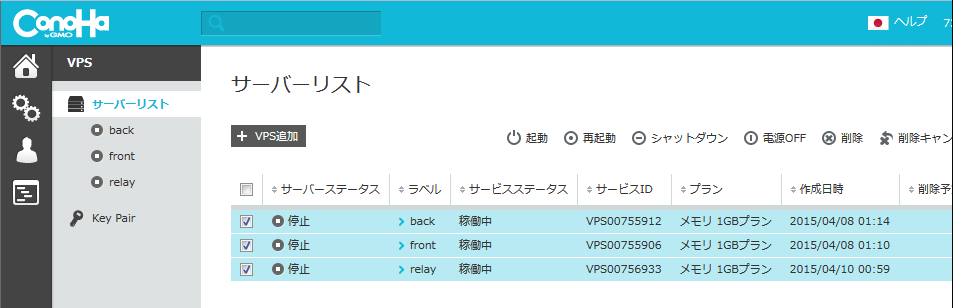 ConoHa
by GMO
ヘルプ
VPS
サーバーリスト
back
front
relay
Key Pair
サーバーリスト
+ VPS追加
起動 再起動 シャットダウン 電源OFF 削除 削除キャン
サーバーステータス ラベル サービスステータス サービスID プラン 作成日時 削除予
停止 back 稼働中 VPS00755912 メモリ 1GBプラン 2015/04/08 01:14
停止 front 稼働中 VPS00755906 メモリ 1GBプラン 2015/04/08 01:10
停止 relay 稼働中 VPS00756933 メモリ 1GBプラン 2015/04/10 00:59